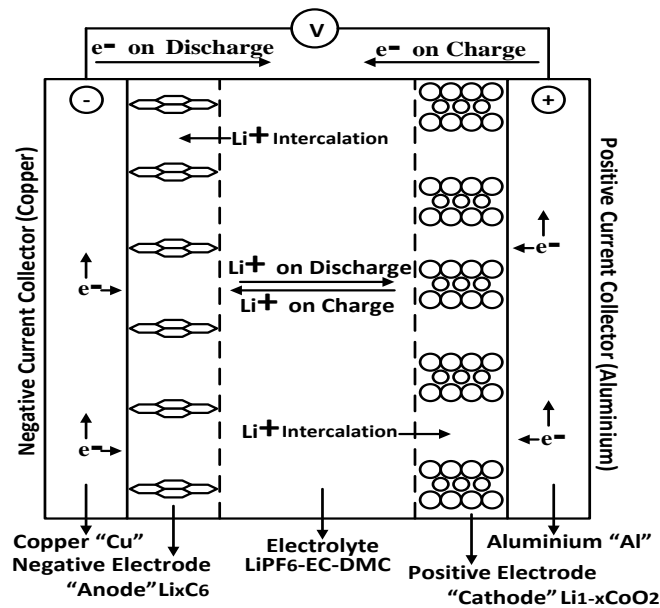 V
e- on Discharge
e- on Charge
-
+
Li+ Intercalation
Negative Current Collector (Copper)
Positive Current Collector (Aluminium)
Li+ on Discharge
Li+ on Charge
e-
e-
e-
e-
Li+ Intercalation
Copper "Cu"
Negative Electrode
"Anode" LixC6
Electrolyte
LiPF6-EC-DMC
Aluminium "Al"
Positive Electrode
"Cathode" Li1-xCoO2